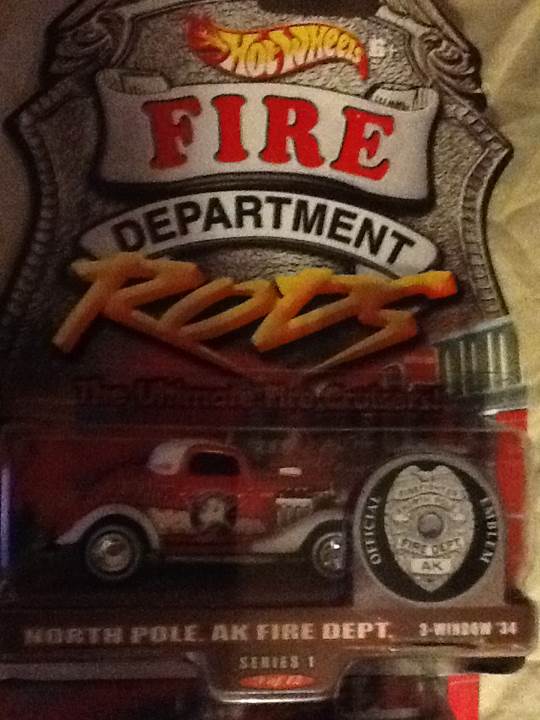 Hot Wheels
FIRE
DEPARTMENT
RODS
The Ultimate Fire Cruisers!
OFFICIAL EMBLEM
FIREFIGHTER
FIRE DEPT
AK
NORTH POLE, AK FIRE DEPT. 3-WINDOW '34
SERIES 1